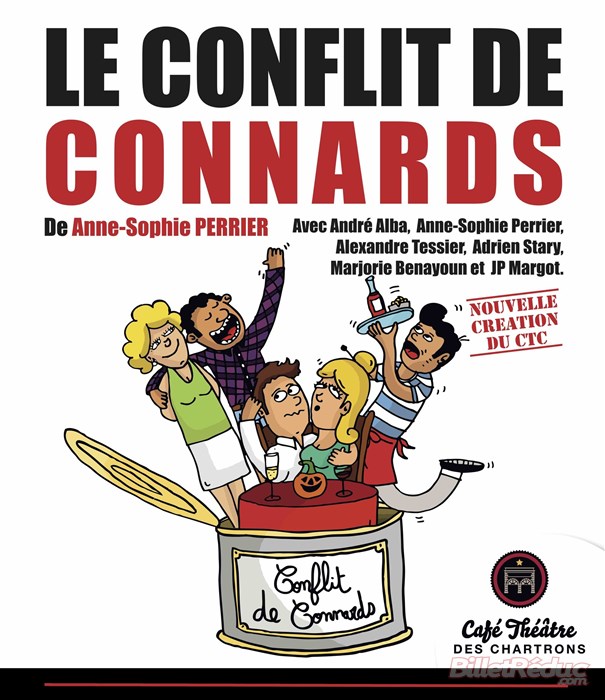 LE CONFLIT DE
CONNARDS
De Anne-Sophie PERRIER
Avec André Alba, Anne-Sophie Perrier,
Alexandre Tessier, Adrien Stary,
Marjorie Benayoun et JP Margot.
NOUVELLE
CREATION
DU CTC
Conflit
de Connards
Café Théâtre
DES CHARTRONS
BilletRéduc
.com